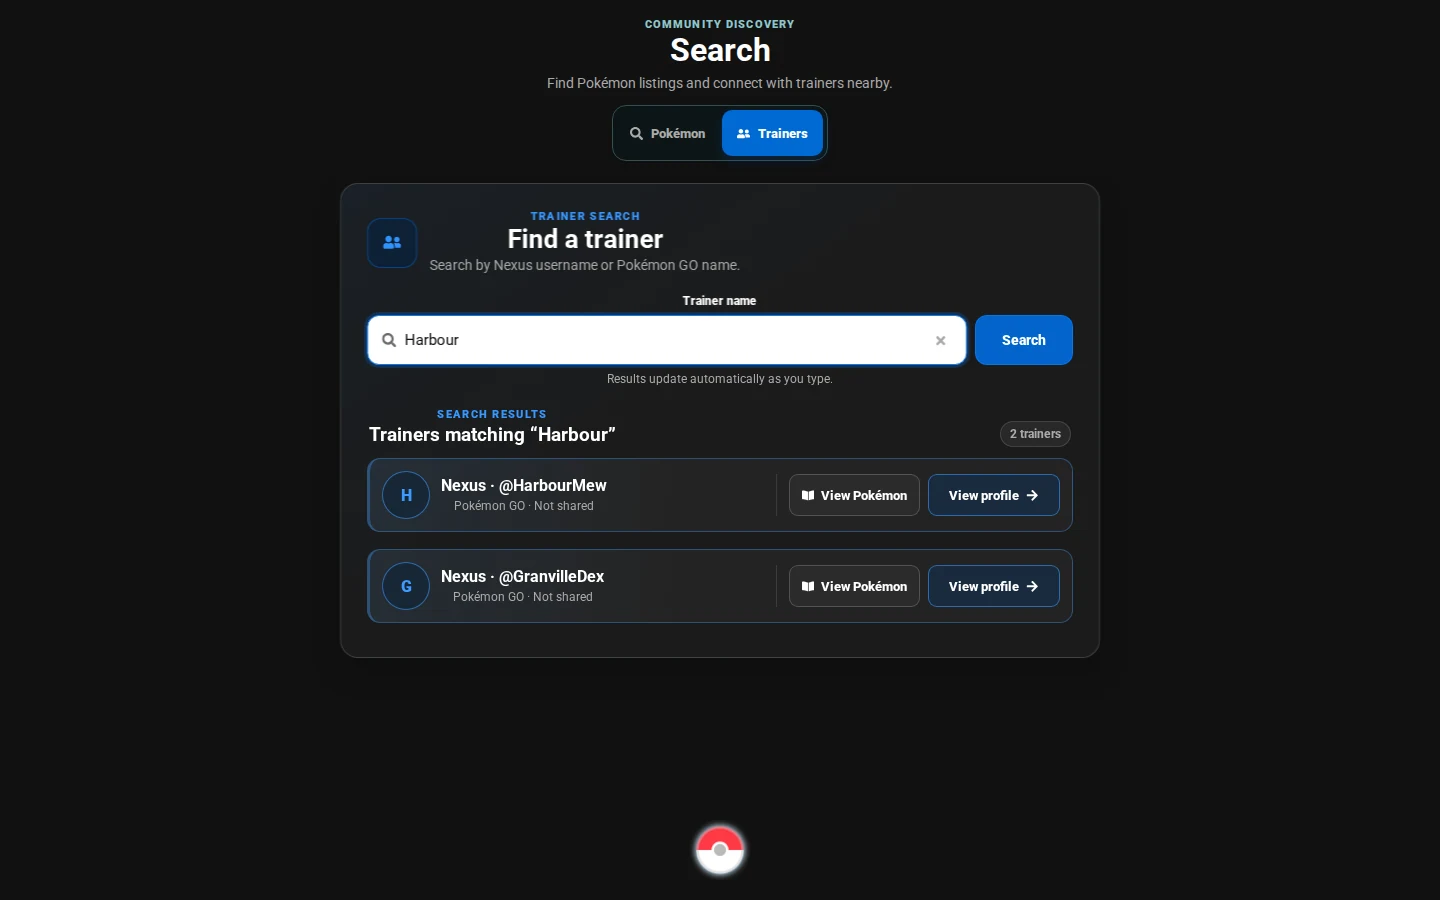 COMMUNITY DISCOVERY
Search
Find Pokémon listings and connect with trainers nearby.
Pokémon
Trainers
TRAINER SEARCH
Find a trainer
Search by Nexus username or Pokémon GO name.
Trainer name
Harbour
Search
Results update automatically as you type.
SEARCH RESULTS
Trainers matching “Harbour”
2 trainers
H
Nexus · @HarbourMew
Pokémon GO · Not shared
View Pokémon
View profile
G
Nexus · @GranvilleDex
Pokémon GO · Not shared
View Pokémon
View profile